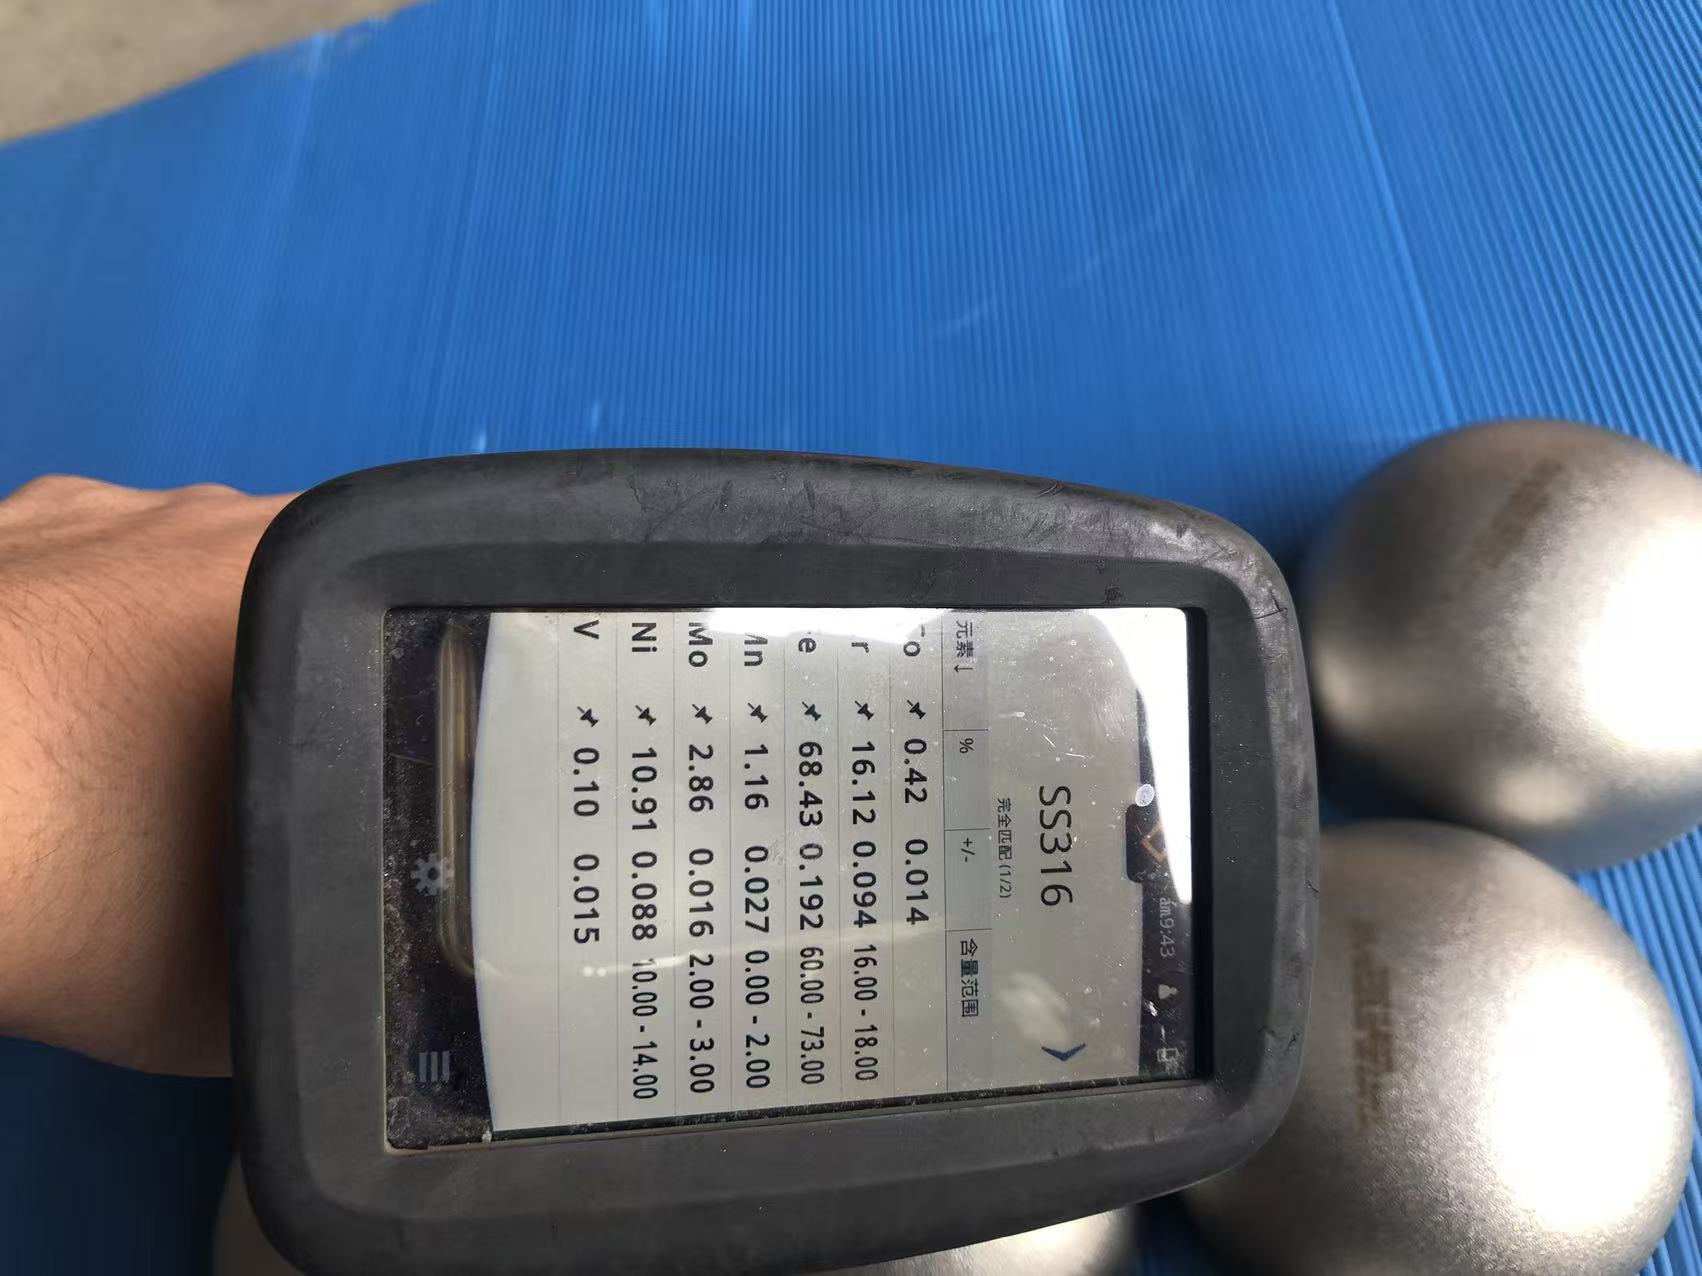 am9:43
SS316
完全匹配 (1/2)
元素↓ % +/- 含量范围
Co 0.42 0.014
Cr 16.12 0.094 16.00 - 18.00
Fe 68.43 0.192 60.00 - 73.00
Mn 1.16 0.027 0.00 - 2.00
Mo 2.86 0.016 2.00 - 3.00
Ni 10.91 0.088 10.00 - 14.00
V 0.10 0.015